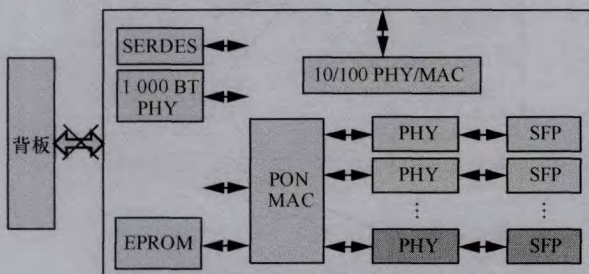 SERDES
1 000 BT
PHY
10/100 PHY/MAC
背板
PON
MAC
PHY
SFP
PHY
SFP
⋮
⋮
EPROM
PHY
SFP